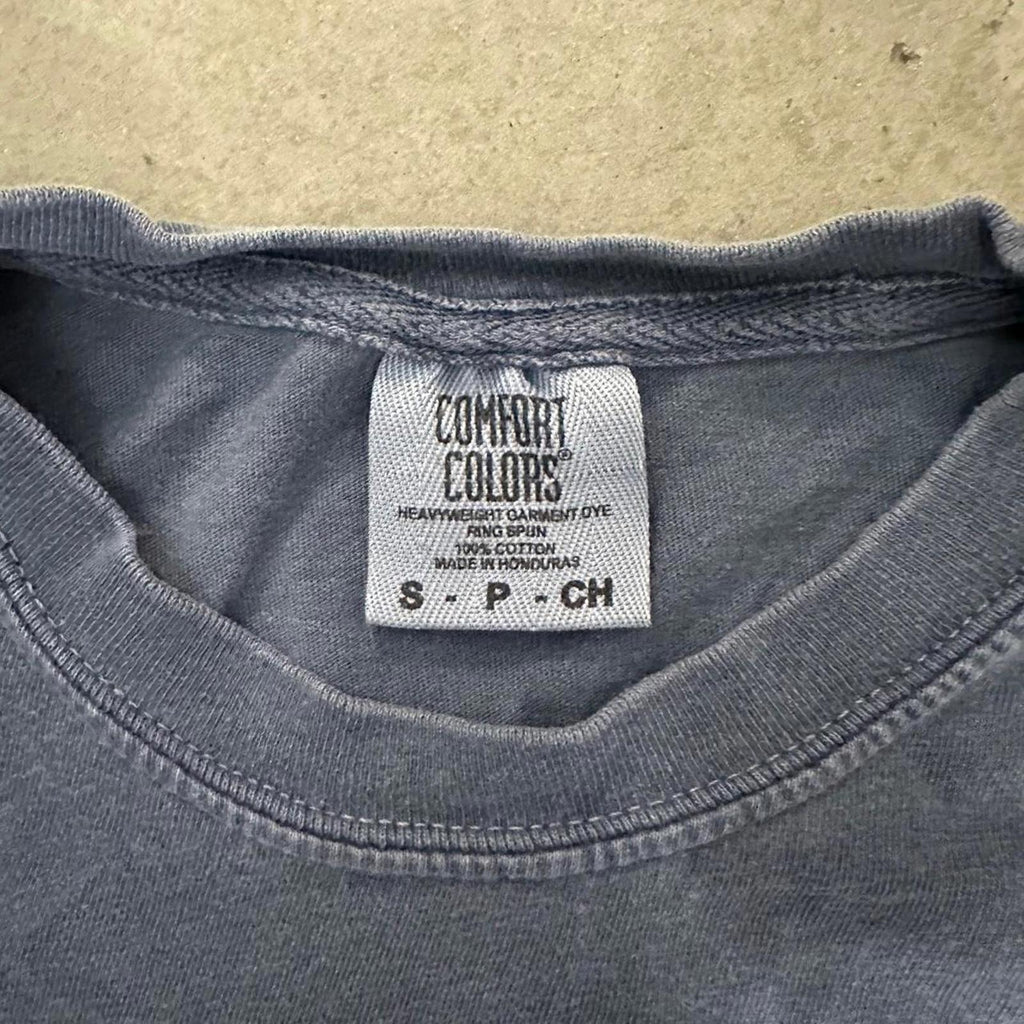 COMFORT
COLORS®
HEAVYWEIGHT GARMENT DYE
RING SPUN
100% COTTON
MADE IN HONDURAS
S - P - CH